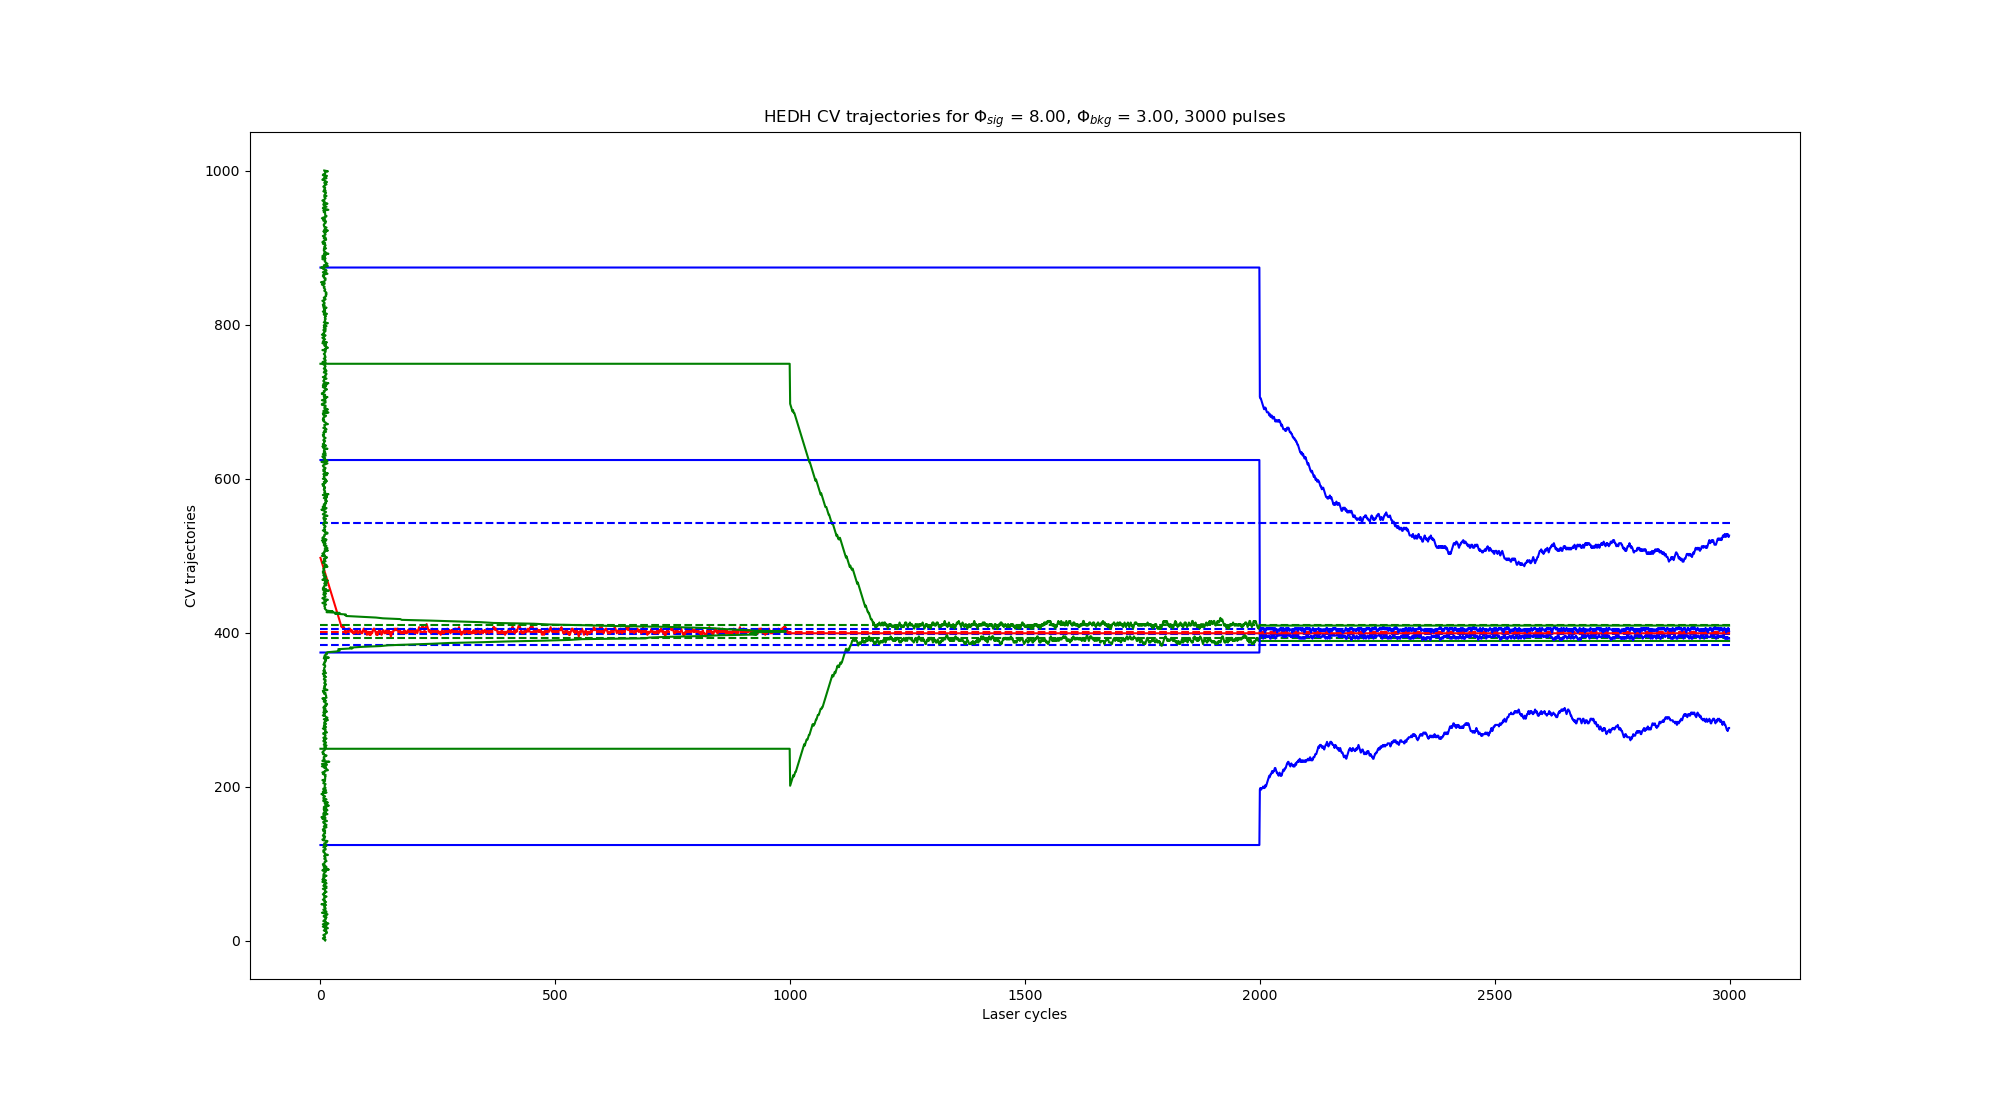 HEDH CV trajectories for Φsig = 8.00, Φbkg = 3.00, 3000 pulses
CV trajectories
1000
800
600
400
200
0
0 500 1000 1500 2000 2500 3000
Laser cycles